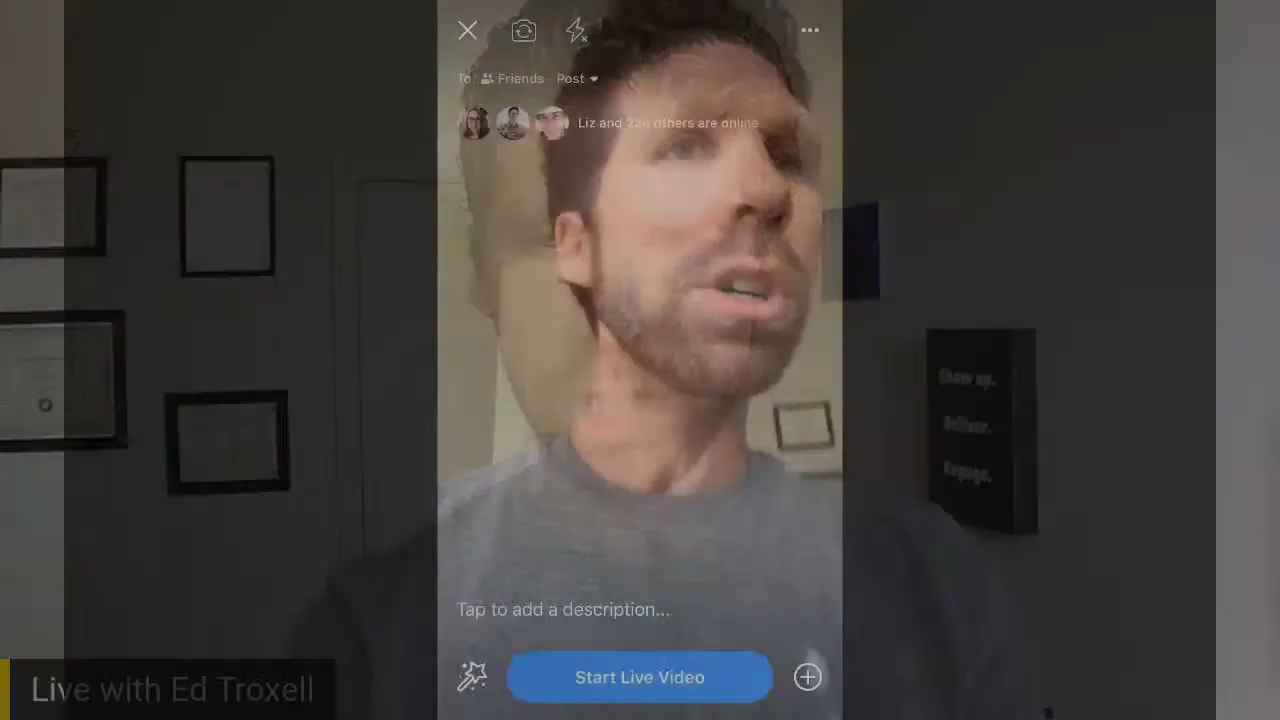 To Friends · Post
Liz and 226 others are online
Show up.
Deliver.
Engage.
Tap to add a description...
Start Live Video
Live with Ed Troxell